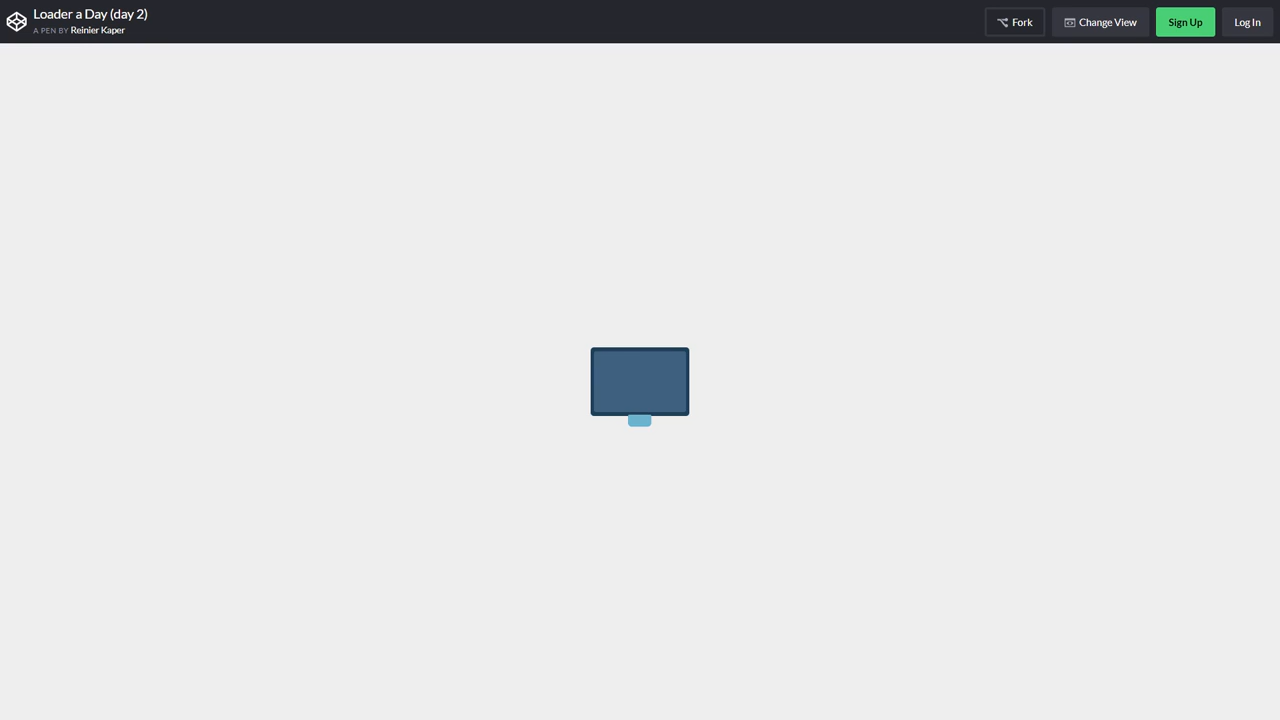 Loader a Day (day 2)
A PEN BY Reinier Kaper
Fork
Change View
Sign Up
Log In